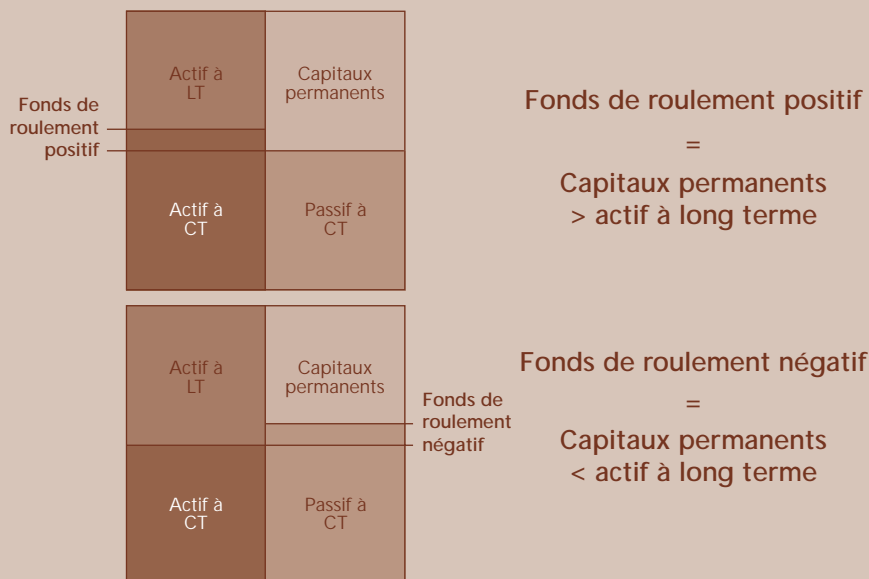 Actif à
LT
Capitaux
permanents
Fonds de
roulement
positif
Actif à
CT
Passif à
CT
Fonds de roulement positif
=
Capitaux permanents
> actif à long terme
Actif à
LT
Capitaux
permanents
Fonds de
roulement
négatif
Actif à
CT
Passif à
CT
Fonds de roulement négatif
=
Capitaux permanents
< actif à long terme